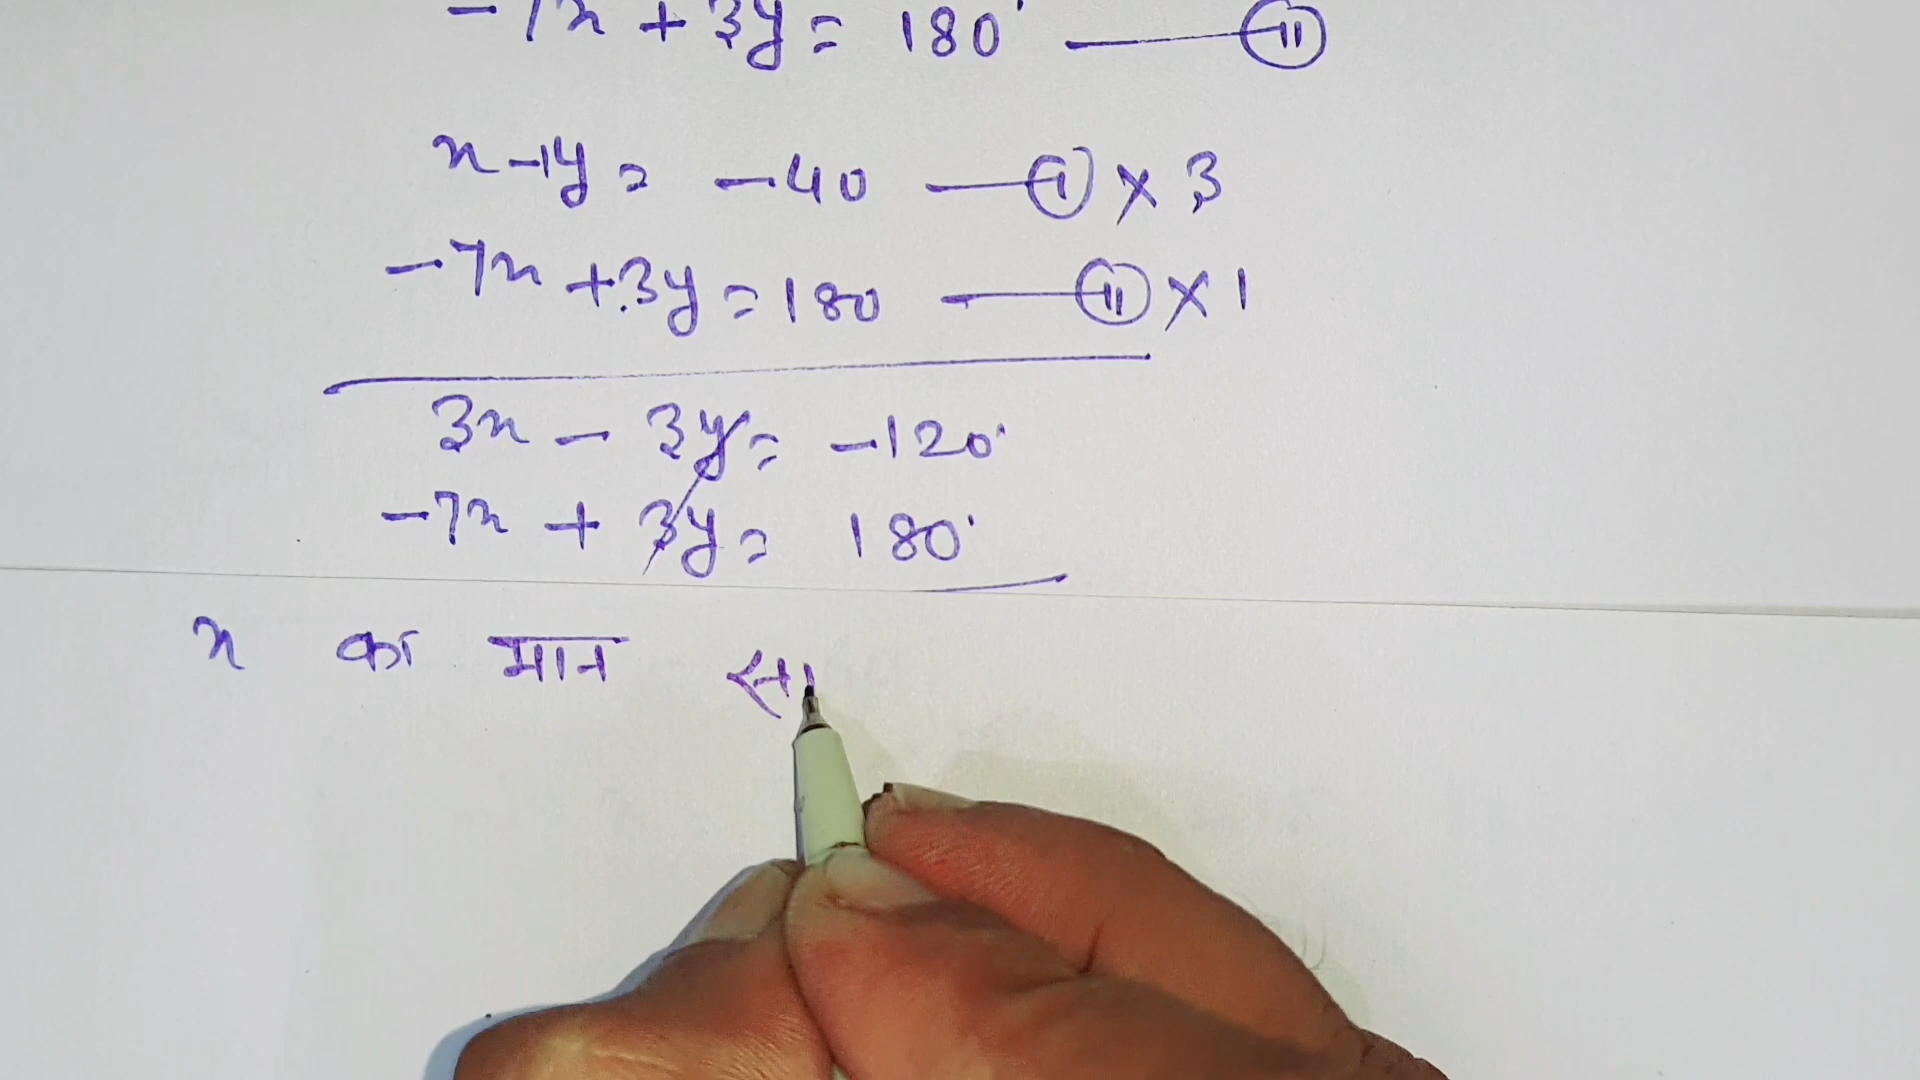 -7x + 3y = 180° — (II)
x - 1y = -40 — (I) × 3
-7x + 3y = 180 — (II) × 1
3x - 3y = -120°
-7x + 3y = 180°
x का मान